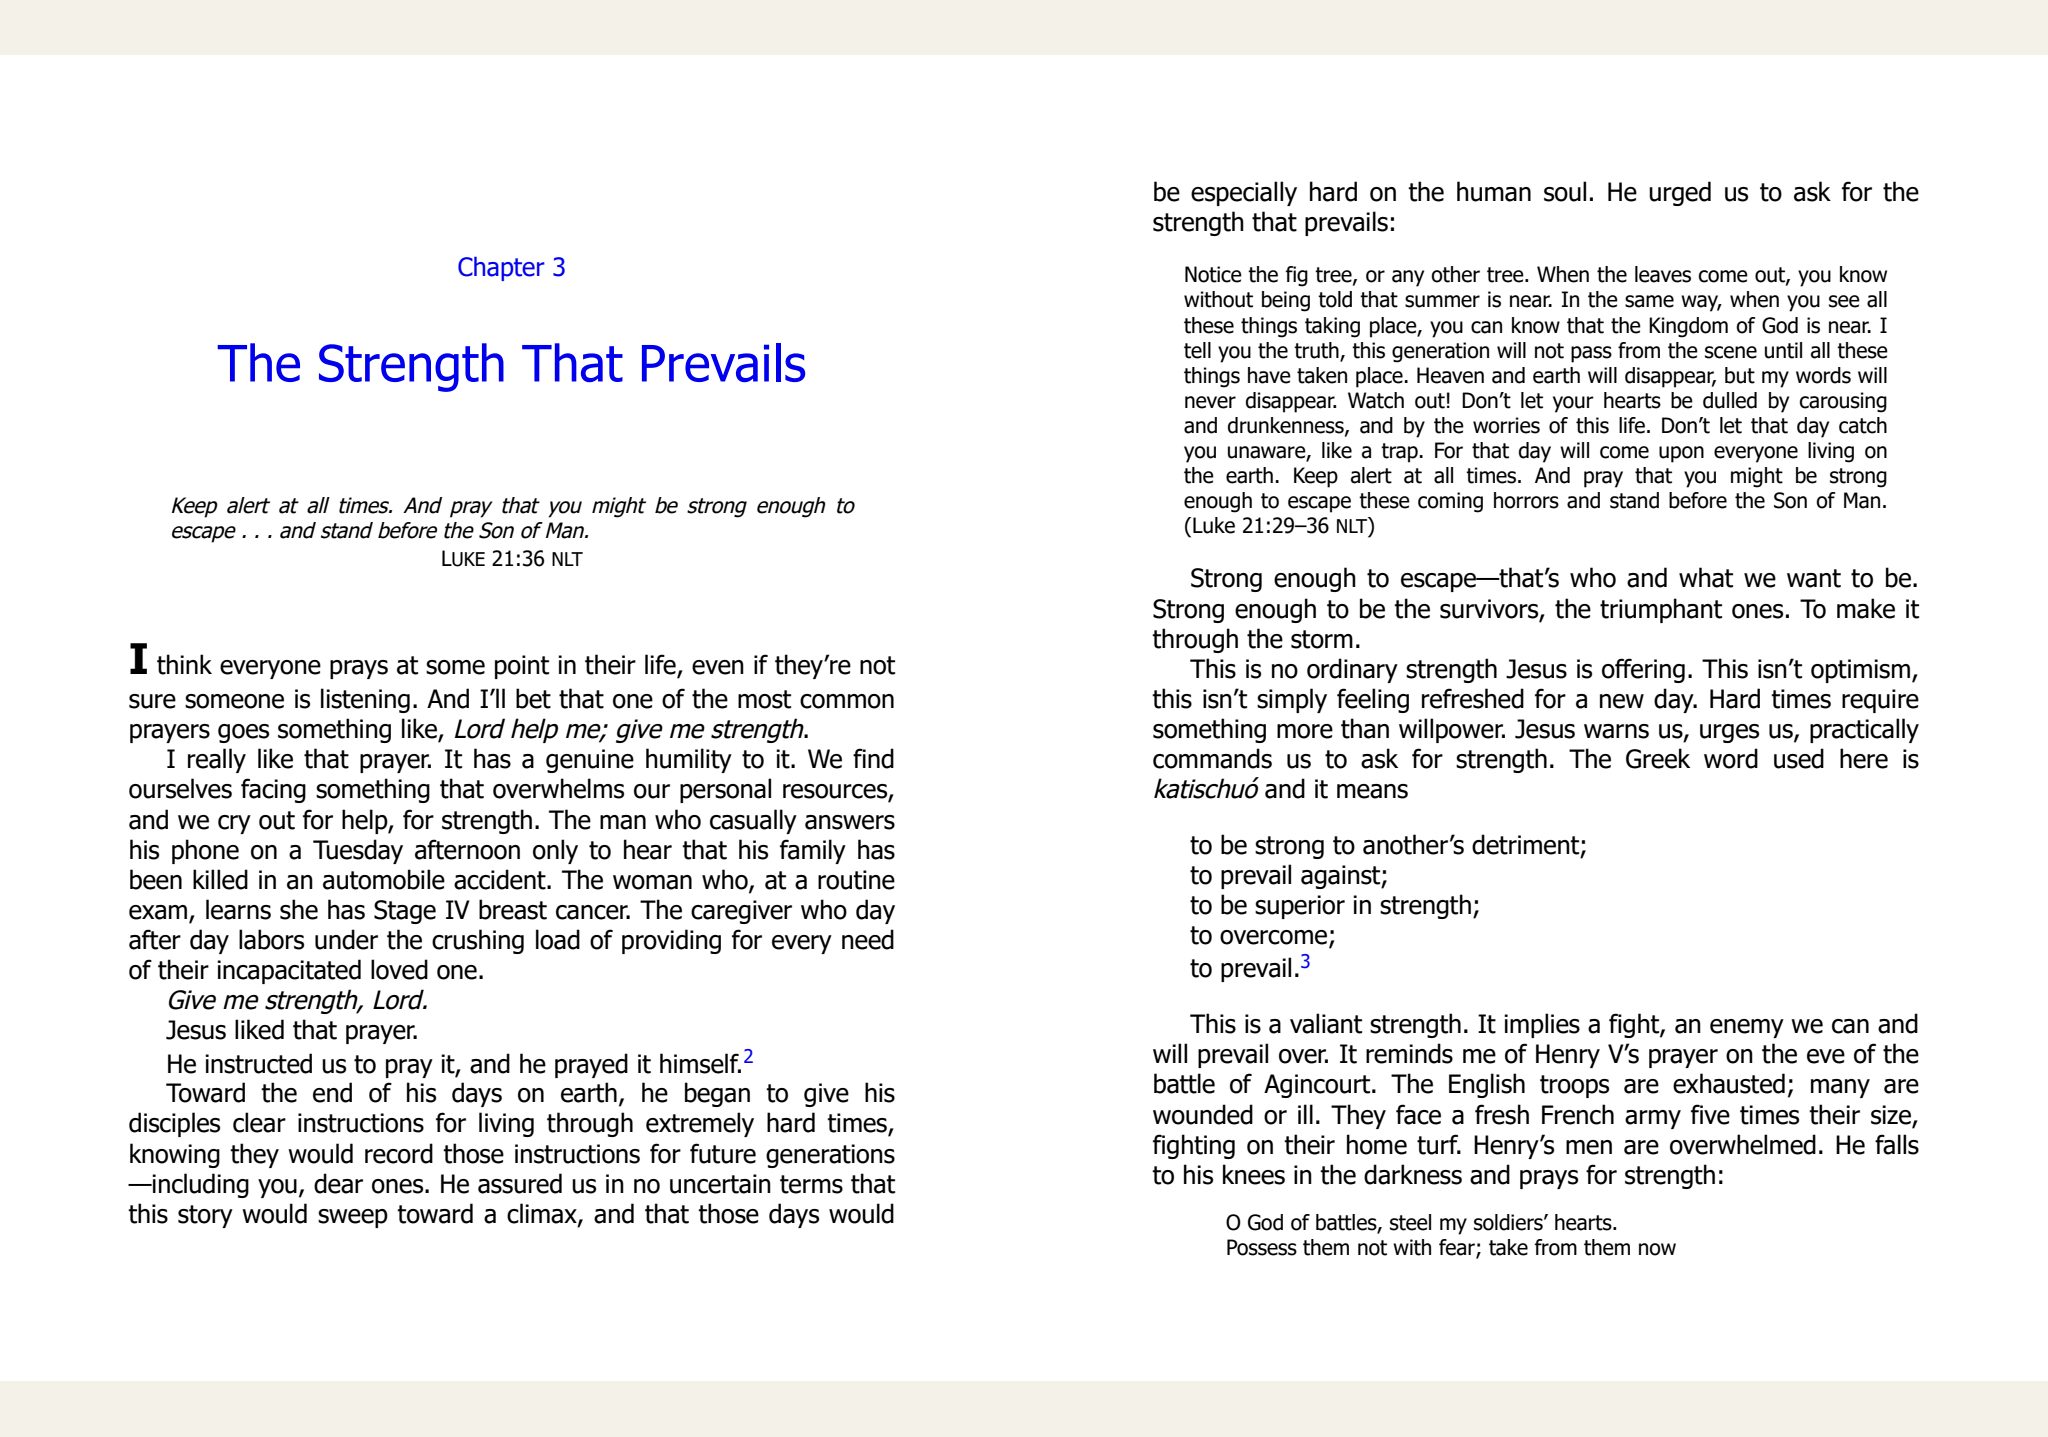 Chapter 3
The Strength That Prevails
Keep alert at all times. And pray that you might be strong enough to
escape . . . and stand before the Son of Man.
LUKE 21:36 NLT
I think everyone prays at some point in their life, even if they’re not
sure someone is listening. And I’ll bet that one of the most common
prayers goes something like, Lord help me; give me strength.
I really like that prayer. It has a genuine humility to it. We find
ourselves facing something that overwhelms our personal resources,
and we cry out for help, for strength. The man who casually answers
his phone on a Tuesday afternoon only to hear that his family has
been killed in an automobile accident. The woman who, at a routine
exam, learns she has Stage IV breast cancer. The caregiver who day
after day labors under the crushing load of providing for every need
of their incapacitated loved one.
Give me strength, Lord.
Jesus liked that prayer.
He instructed us to pray it, and he prayed it himself.2
Toward the end of his days on earth, he began to give his
disciples clear instructions for living through extremely hard times,
knowing they would record those instructions for future generations
—including you, dear ones. He assured us in no uncertain terms that
this story would sweep toward a climax, and that those days would
be especially hard on the human soul. He urged us to ask for the
strength that prevails:
Notice the fig tree, or any other tree. When the leaves come out, you know
without being told that summer is near. In the same way, when you see all
these things taking place, you can know that the Kingdom of God is near. I
tell you the truth, this generation will not pass from the scene until all these
things have taken place. Heaven and earth will disappear, but my words will
never disappear. Watch out! Don’t let your hearts be dulled by carousing
and drunkenness, and by the worries of this life. Don’t let that day catch
you unaware, like a trap. For that day will come upon everyone living on
the earth. Keep alert at all times. And pray that you might be strong
enough to escape these coming horrors and stand before the Son of Man.
(Luke 21:29–36 NLT)
Strong enough to escape—that’s who and what we want to be.
Strong enough to be the survivors, the triumphant ones. To make it
through the storm.
This is no ordinary strength Jesus is offering. This isn’t optimism,
this isn’t simply feeling refreshed for a new day. Hard times require
something more than willpower. Jesus warns us, urges us, practically
commands us to ask for strength. The Greek word used here is
katischuó and it means
to be strong to another’s detriment;
to prevail against;
to be superior in strength;
to overcome;
to prevail.3
This is a valiant strength. It implies a fight, an enemy we can and
will prevail over. It reminds me of Henry V’s prayer on the eve of the
battle of Agincourt. The English troops are exhausted; many are
wounded or ill. They face a fresh French army five times their size,
fighting on their home turf. Henry’s men are overwhelmed. He falls
to his knees in the darkness and prays for strength:
O God of battles, steel my soldiers’ hearts.
Possess them not with fear; take from them now